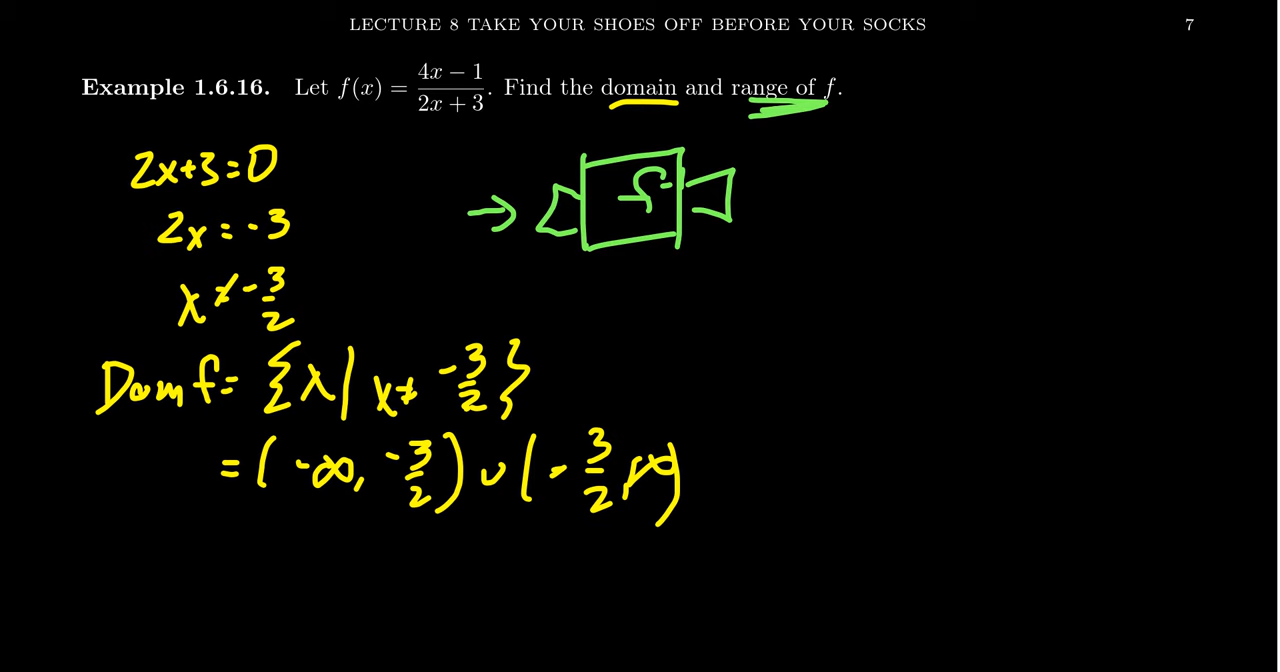 LECTURE 8 TAKE YOUR SHOES OFF BEFORE YOUR SOCKS 7
Example 1.6.16. Let f(x) = (4x − 1)/(2x + 3). Find the domain and range of f.
2x+3=0
2x = -3
x ≠ -3/2
f
Dom f = {x | x ≠ -3/2}
= (-∞, -3/2) ∪ (-3/2, ∞)